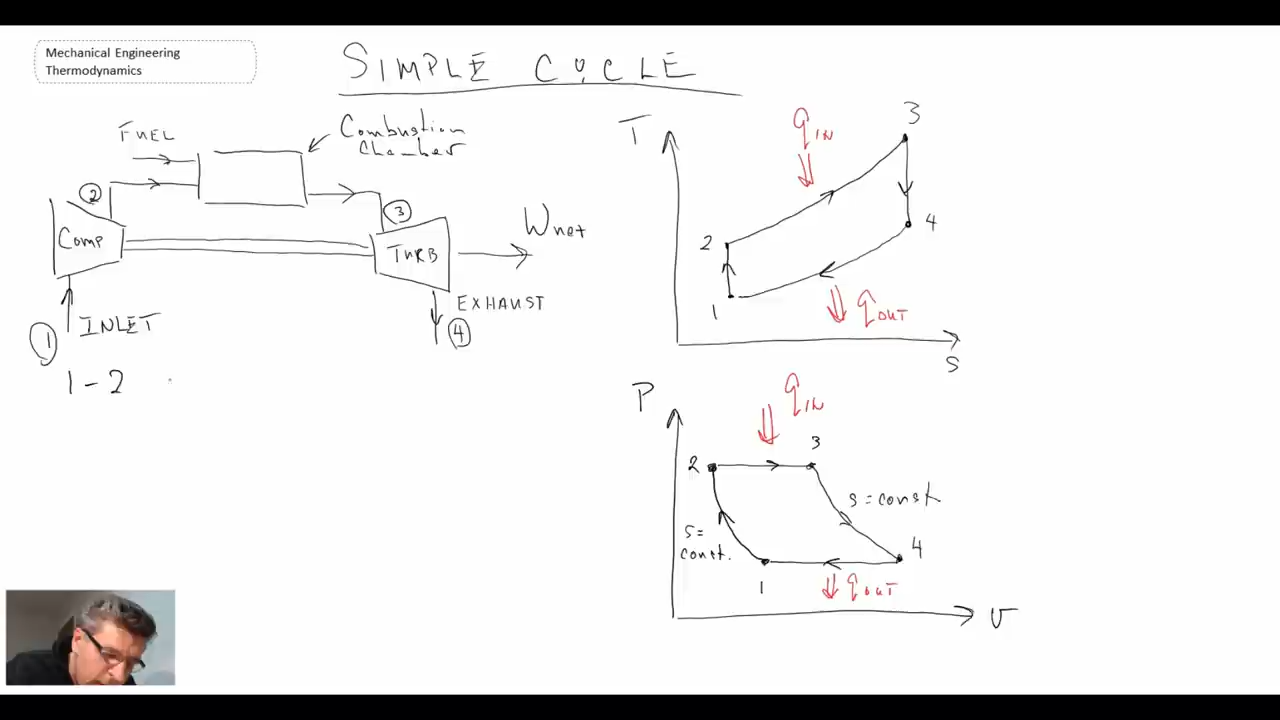 Mechanical Engineering
Thermodynamics
SIMPLE CYCLE
FUEL
Combustion
Chamber
2
Comp
3
TURB
Wnet
EXHAUST
4
1
INLET
1-2
T
qIN
3
2
4
1
qOUT
s
P
qIN
2
3
s=const
s=
const.
4
1
qOUT
v